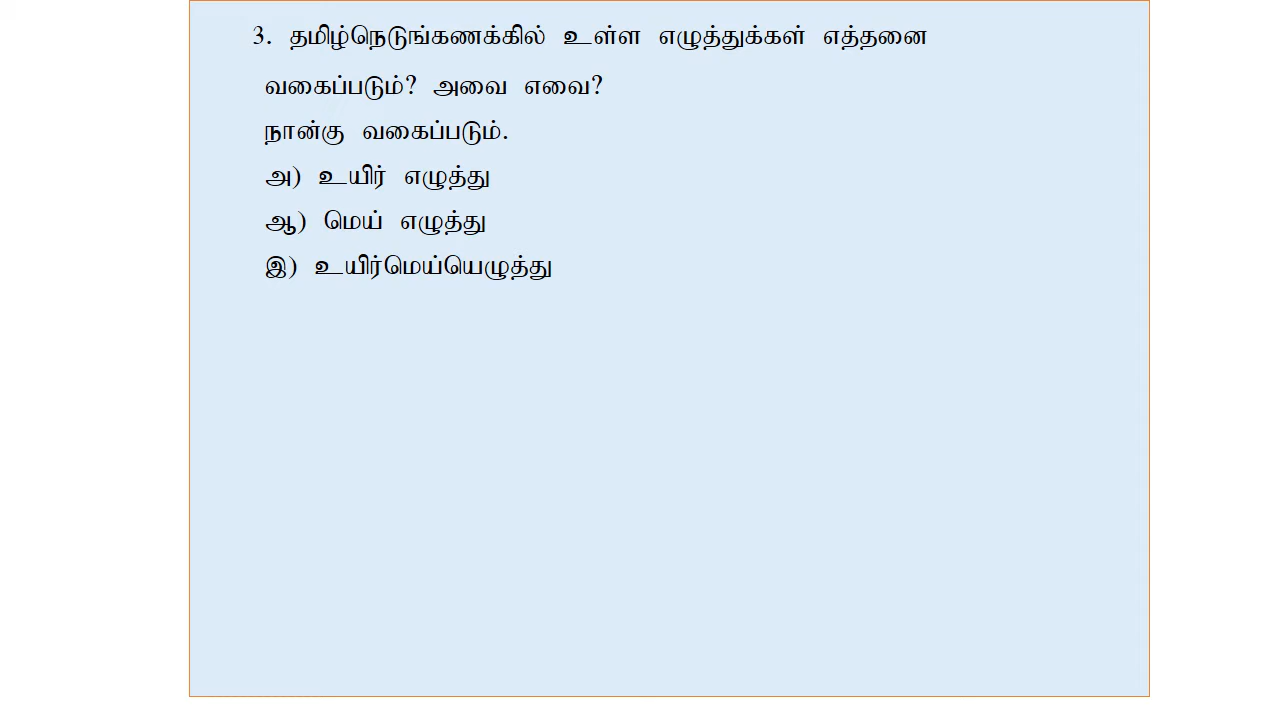 3. தமிழ்நெடுங்கணக்கில் உள்ள எழுத்துக்கள் எத்தனை
வகைப்படும்? அவை எவை?
நான்கு வகைப்படும்.
அ) உயிர் எழுத்து
ஆ) மெய் எழுத்து
இ) உயிர்மெய்யெழுத்து